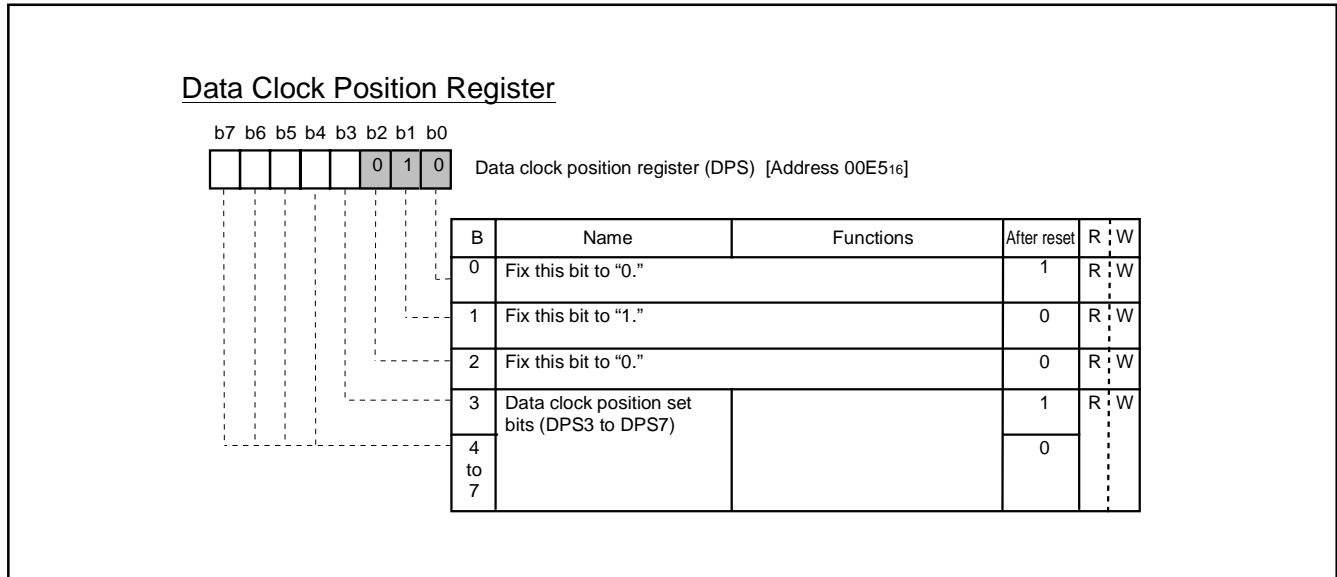 Data Clock Position Register
b7 b6 b5 b4 b3 b2 b1 b0
0 1 0 Data clock position register (DPS) [Address 00E516]
B Name Functions After reset R W
0 Fix this bit to “0.” 1 R W
1 Fix this bit to “1.” 0 R W
2 Fix this bit to “0.” 0 R W
3 Data clock position set 1 R W
bits (DPS3 to DPS7)
4 0
to
7